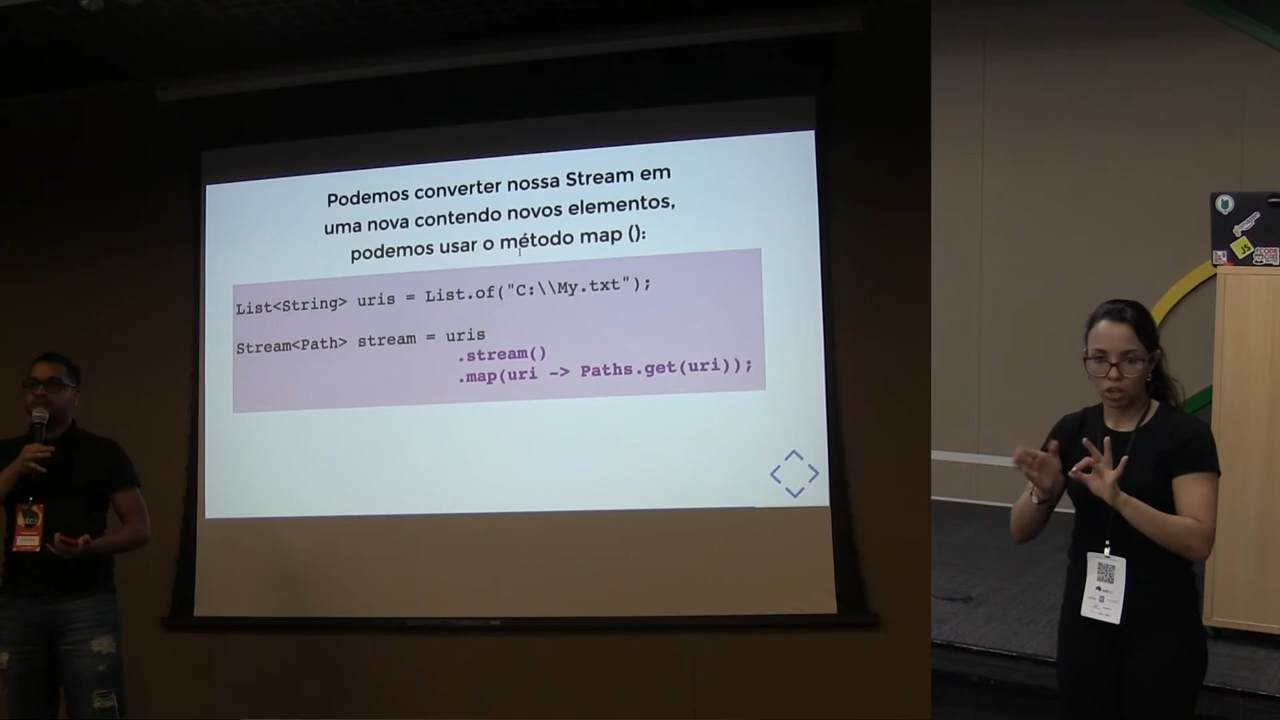 Podemos converter nossa Stream em
uma nova contendo novos elementos,
podemos usar o método map ():
List<String> uris = List.of("C:\\My.txt");
Stream<Path> stream = uris
.stream()
.map(uri -> Paths.get(uri));
JS